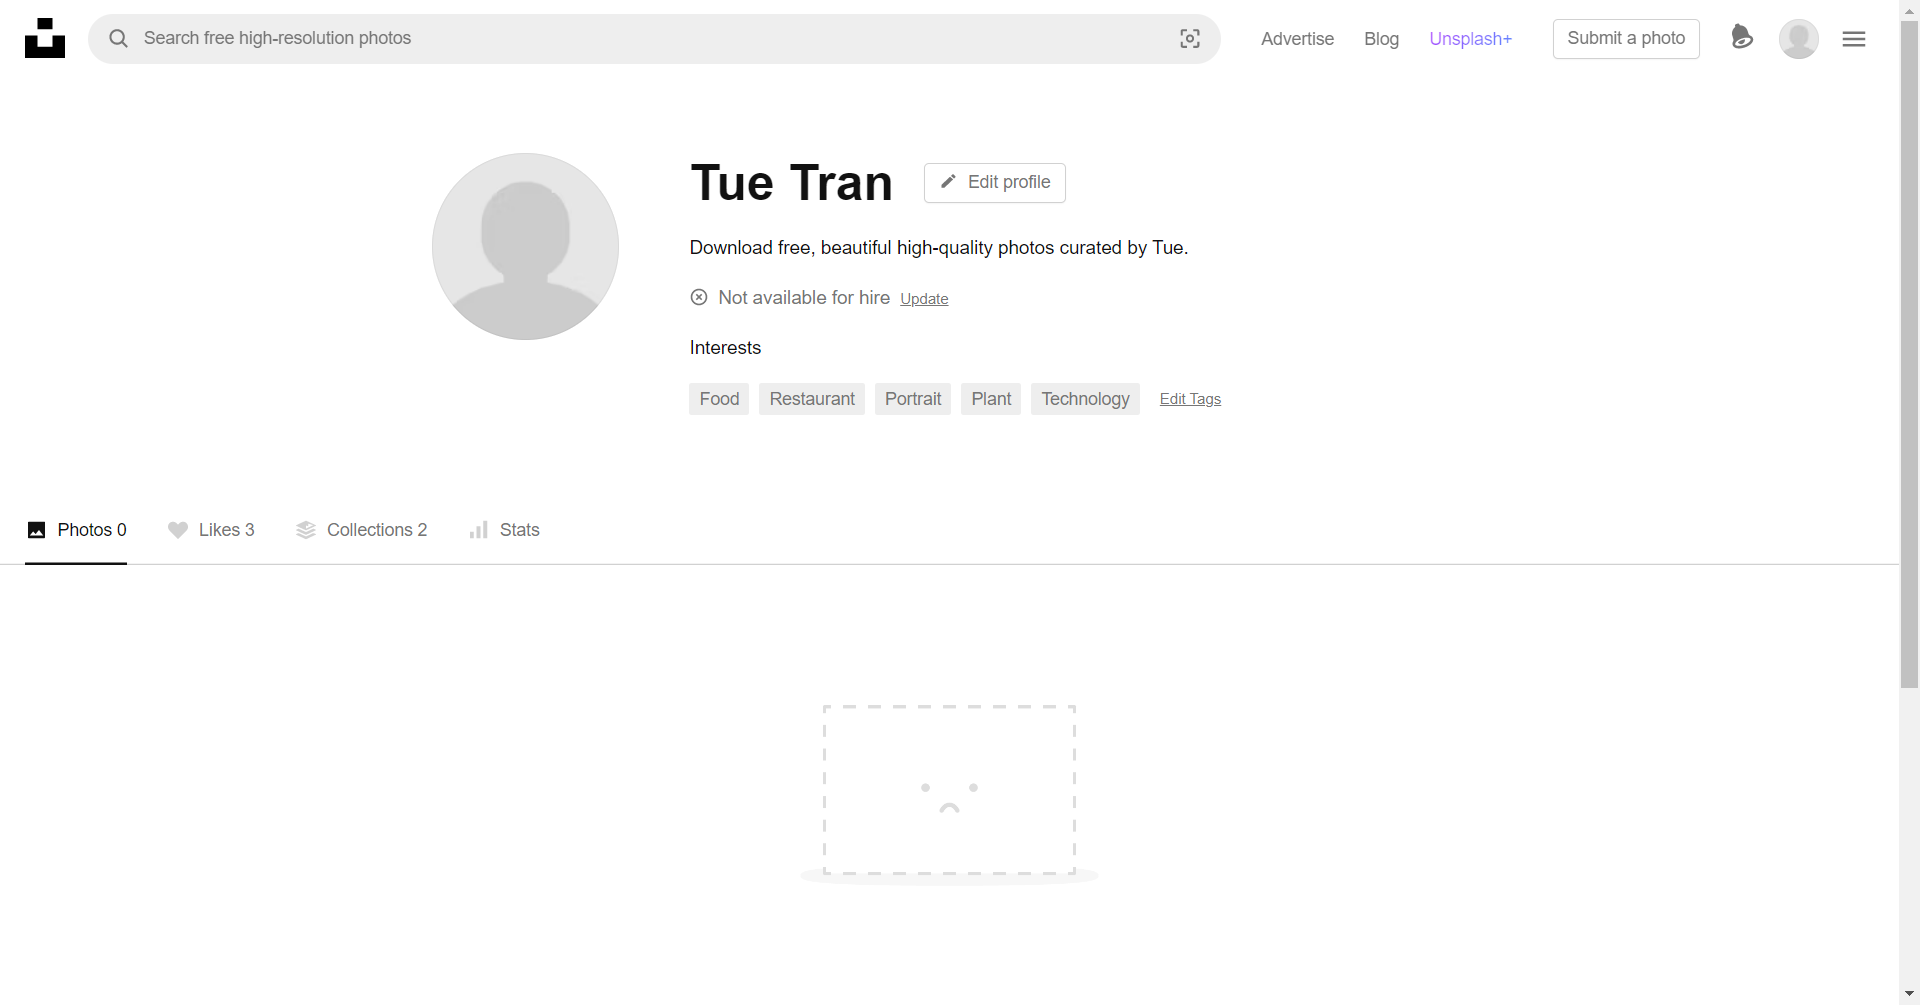 Search free high-resolution photos
Advertise
Blog
Unsplash+
Submit a photo
Tue Tran
Edit profile
Download free, beautiful high-quality photos curated by Tue.
Not available for hire Update
Interests
Food
Restaurant
Portrait
Plant
Technology
Edit Tags
Photos 0
Likes 3
Collections 2
Stats